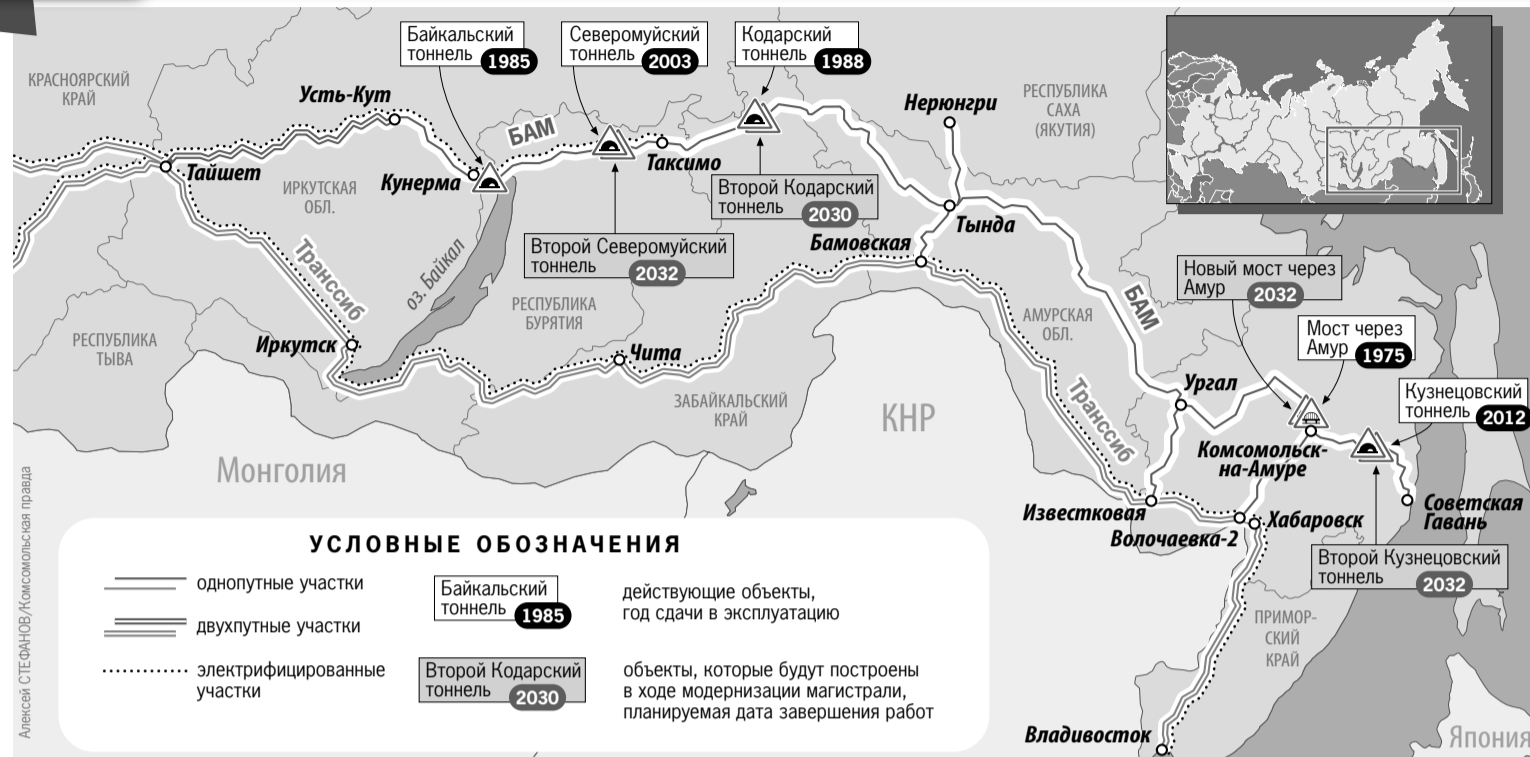 Байкальский
тоннель 1985
Северомуйский
тоннель 2003
Кодарский
тоннель 1988
КРАСНОЯРСКИЙ
КРАЙ
Усть-Кут
БАМ
Нерюнгри
РЕСПУБЛИКА
САХА
(ЯКУТИЯ)
Тайшет
ИРКУТСКАЯ
ОБЛ.
Кунерма
Таксимо
Второй Кодарский
тоннель 2030
Тында
Бамовская
Второй Северомуйский
тоннель 2032
Транссиб
оз. Байкал
РЕСПУБЛИКА
БУРЯТИЯ
РЕСПУБЛИКА
ТЫВА
Иркутск
Чита
ЗАБАЙКАЛЬСКИЙ
КРАЙ
АМУРСКАЯ
ОБЛ.
БАМ
Новый мост через
Амур 2032
Мост через
Амур 1975
Кузнецовский
тоннель 2012
Ургал
Транссиб
КНР
Монголия
Комсомольск-
на-Амуре
Известковая
Волочаевка-2
Хабаровск
Советская
Гавань
Второй Кузнецовский
тоннель 2032
ПРИМОР-
СКИЙ
КРАЙ
Владивосток
Япония
УСЛОВНЫЕ ОБОЗНАЧЕНИЯ
однопутные участки
двухпутные участки
электрифицированные
участки
Байкальский
тоннель 1985
действующие объекты,
год сдачи в эксплуатацию
Второй Кодарский
тоннель 2030
объекты, которые будут построены
в ходе модернизации магистрали,
планируемая дата завершения работ
Алексей СТЕФАНОВ/Комсомольская правда